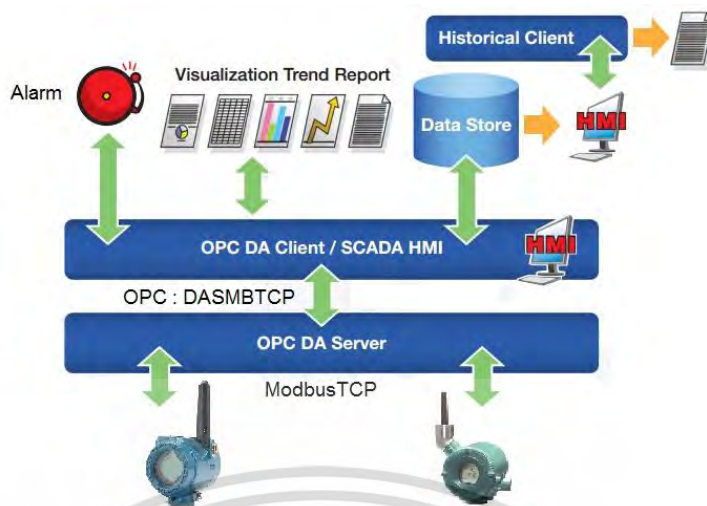 Historical Client
Alarm
Visualization Trend Report
Data Store
HMI
OPC DA Client / SCADA HMI
HMI
OPC : DASMBTCP
OPC DA Server
ModbusTCP